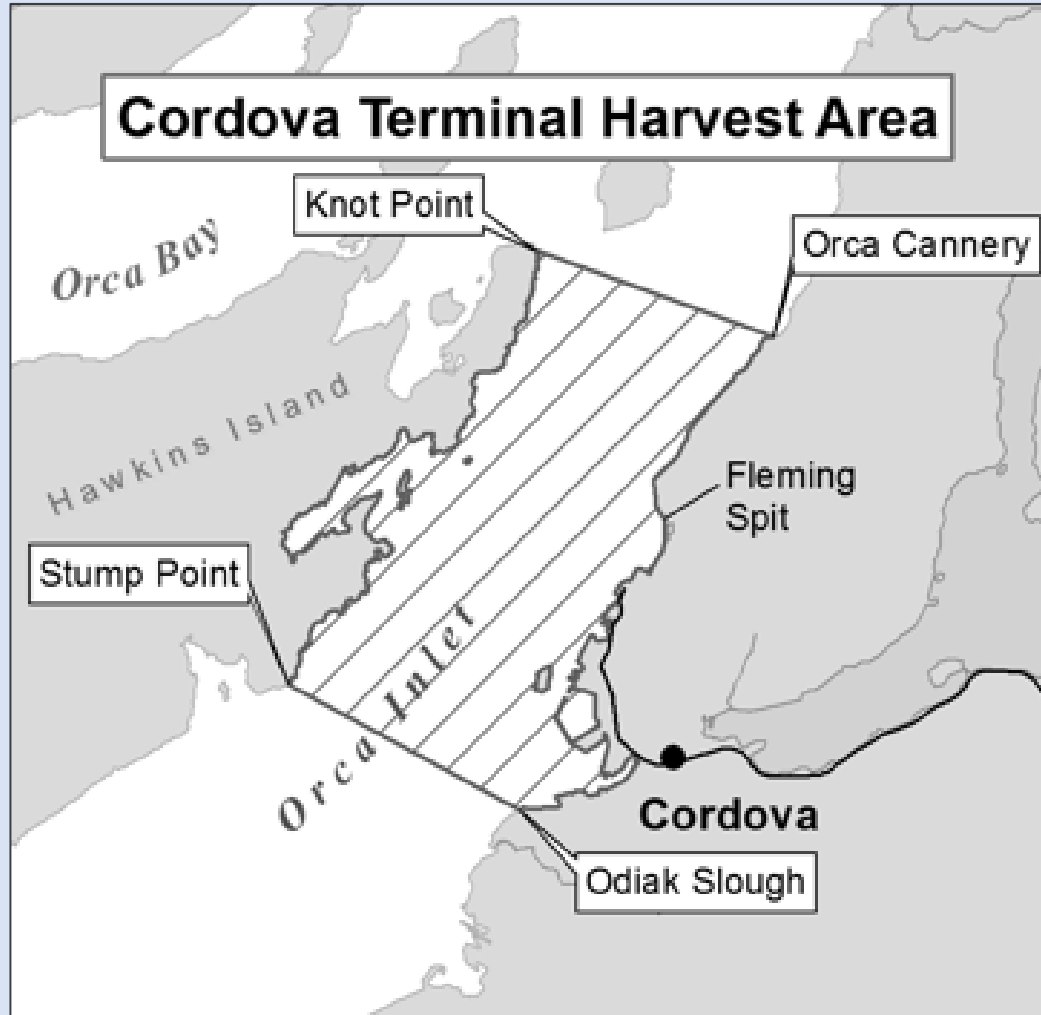 Cordova Terminal Harvest Area
Knot Point
Orca Cannery
Orca Bay
Hawkins Island
Fleming
Spit
Stump Point
Orca Inlet
Cordova
Odiak Slough